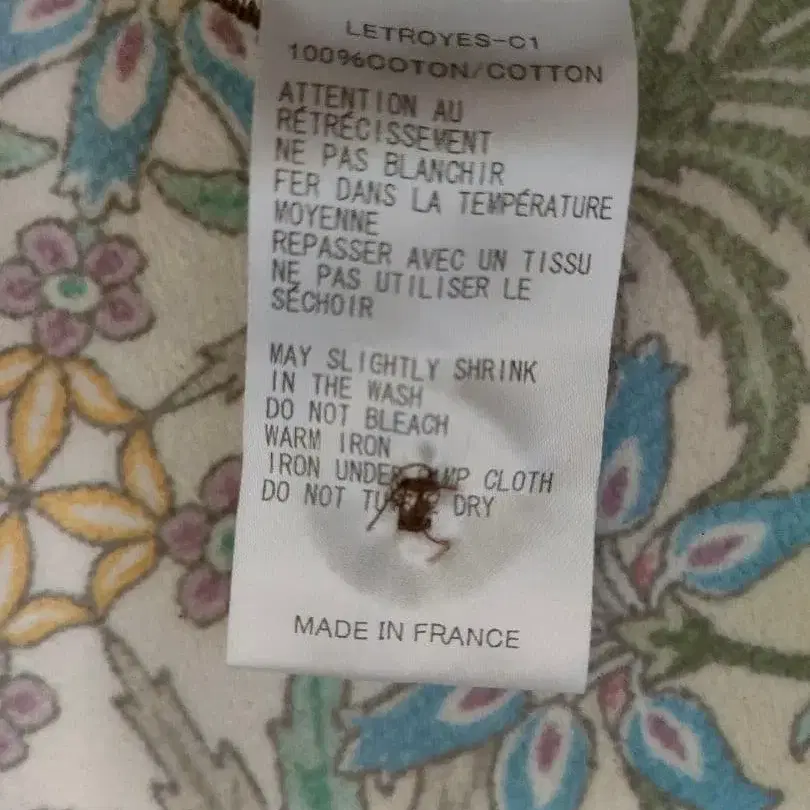 LETROYES-C1
100%COTON/COTTON
ATTENTION AU
RÉTRÉCISSEMENT
NE PAS BLANCHIR
FER DANS LA TEMPÉRATURE
MOYENNE
REPASSER AVEC UN TISSU
NE PAS UTILISER LE
SÉCHOIR
MAY SLIGHTLY SHRINK
IN THE WASH
DO NOT BLEACH
WARM IRON
IRON UNDER CLOTH
DO NOT DRY
MADE IN FRANCE